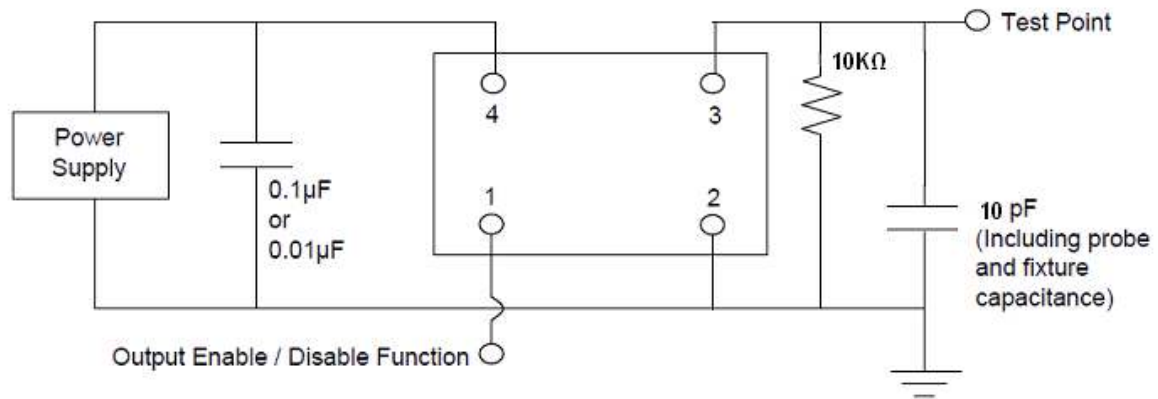 Test Point
10KΩ
4
3
Power
Supply
0.1µF
or
0.01µF
1
2
10 pF
(Including probe
and fixture
capacitance)
Output Enable / Disable Function